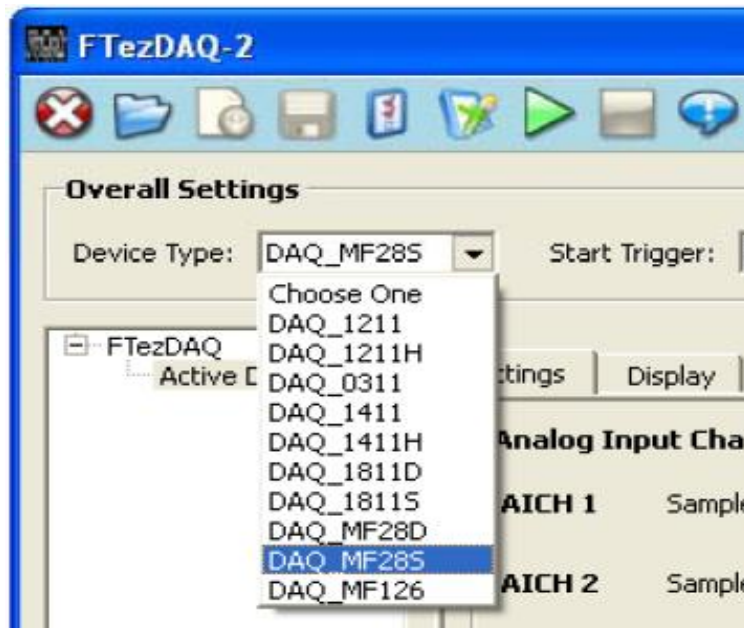 FTezDAQ-2
Overall Settings
Device Type: DAQ_MF28S Start Trigger:
Choose One
DAQ_1211
DAQ_1211H
DAQ_0311
DAQ_1411
DAQ_1411H
DAQ_1811D
DAQ_1811S
DAQ_MF28D
DAQ_MF28S
DAQ_MF126
FTezDAQ
Active D
ttings Display
Analog Input Cha
AICH 1 Sample
AICH 2 Sample